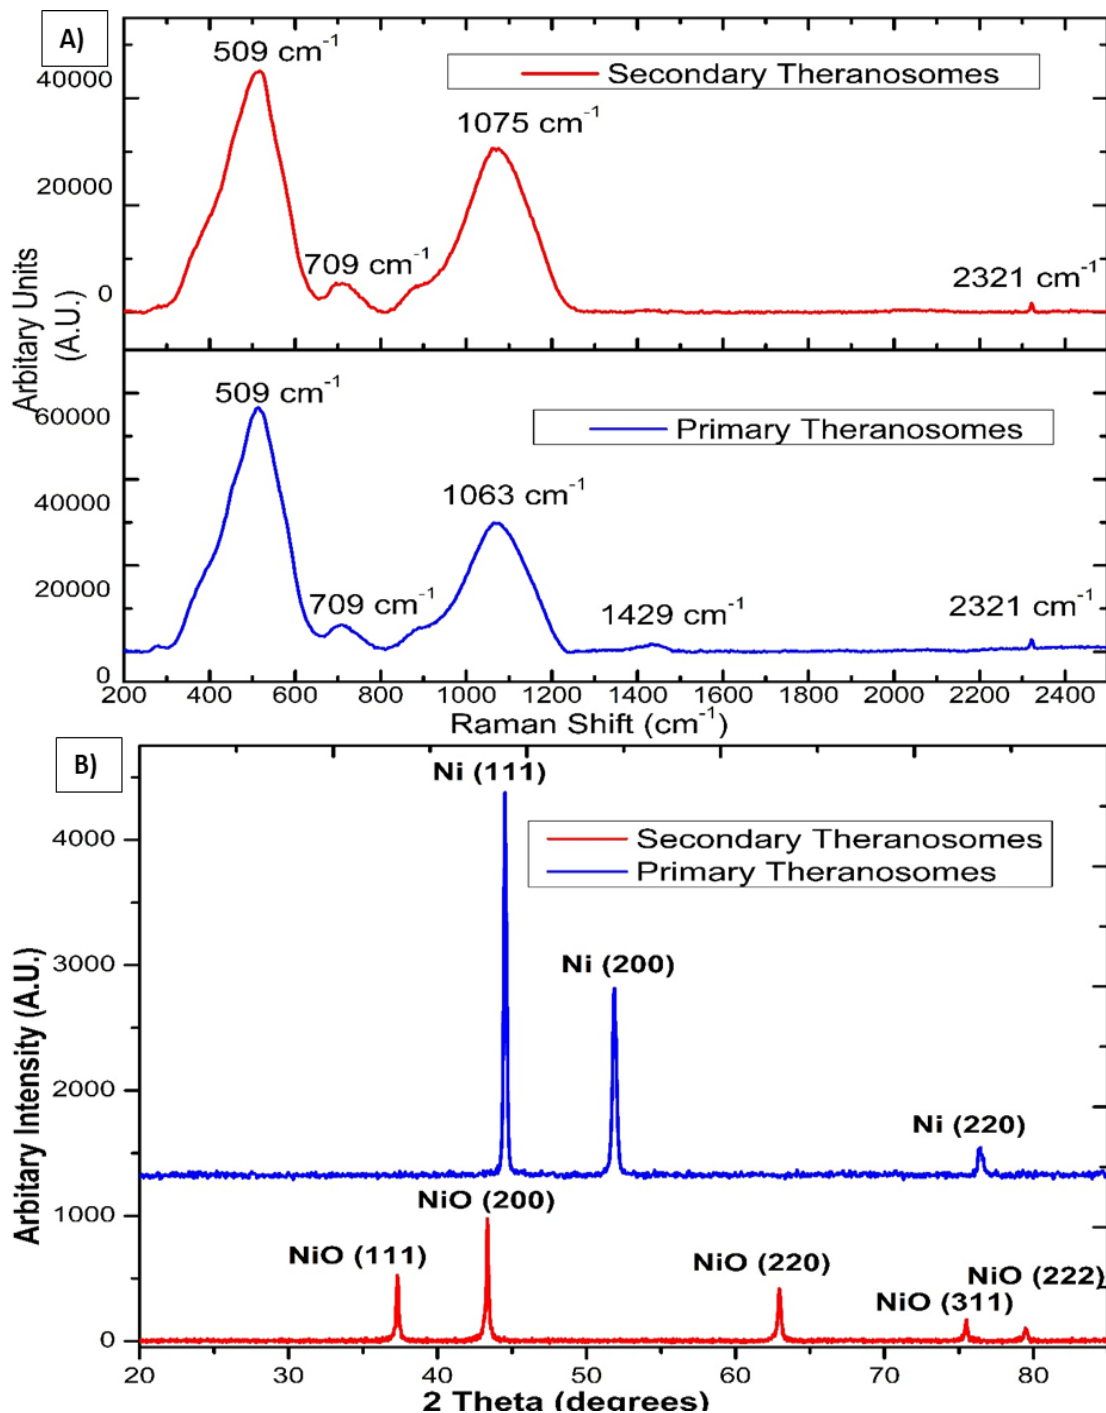 A)
509 cm-1
Secondary Theranosomes
1075 cm-1
709 cm-1
2321 cm-1
40000
20000
0
Arbitary Units
(A.U.)
509 cm-1
Primary Theranosomes
1063 cm-1
709 cm-1
1429 cm-1
2321 cm-1
60000
40000
20000
0
200 400 600 800 1000 1200 1400 1600 1800 2000 2200 2400
Raman Shift (cm-1)
B)
Ni (111)
Secondary Theranosomes
Primary Theranosomes
Ni (200)
Ni (220)
NiO (200)
NiO (111)
NiO (220)
NiO (222)
NiO (311)
4000
3000
2000
1000
0
Arbitary Intensity (A.U.)
20 30 40 50 60 70 80
2 Theta (degrees)